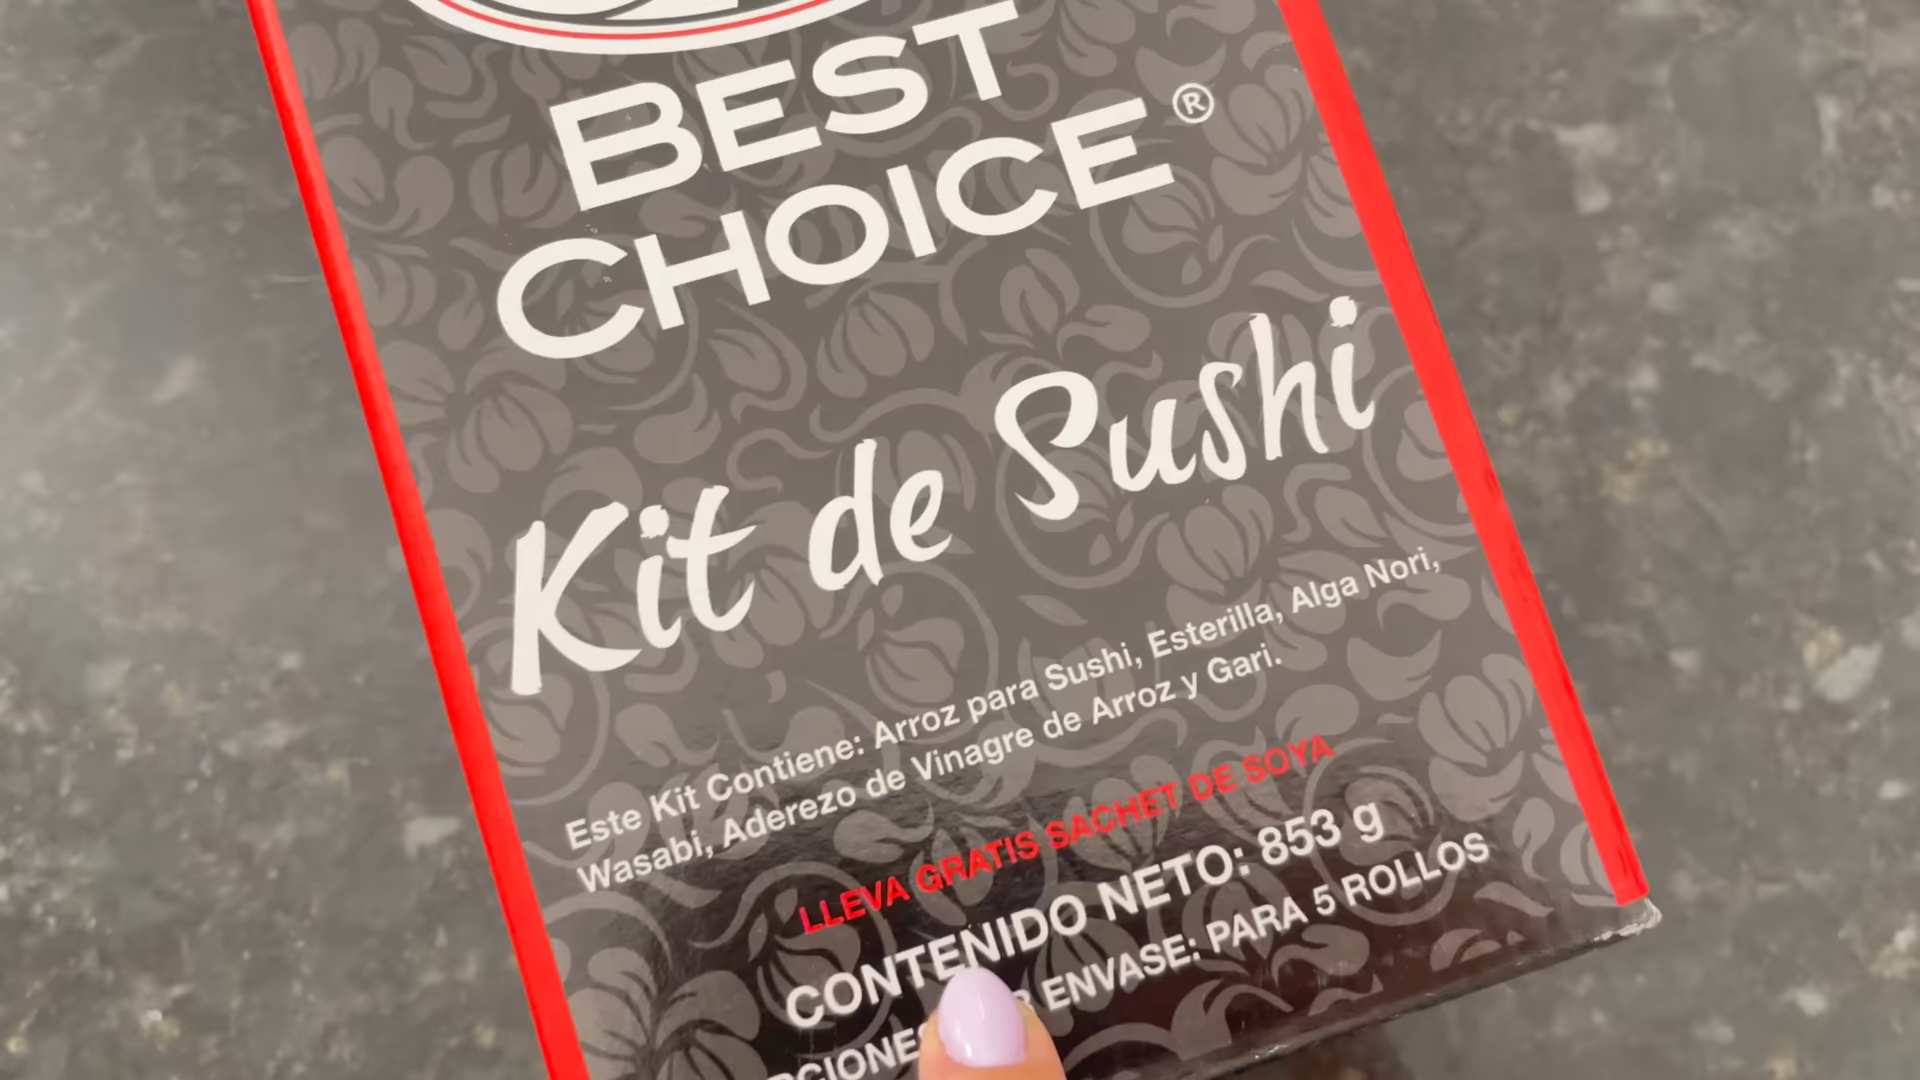 BEST
CHOICE®
Kit de Sushi
Este Kit Contiene: Arroz para Sushi, Esterilla, Alga Nori,
Wasabi, Aderezo de Vinagre de Arroz y Gari.
LLEVA GRATIS SACHET DE SOYA
CONTENIDO NETO: 853 g
ENVASE: PARA 5 ROLLOS